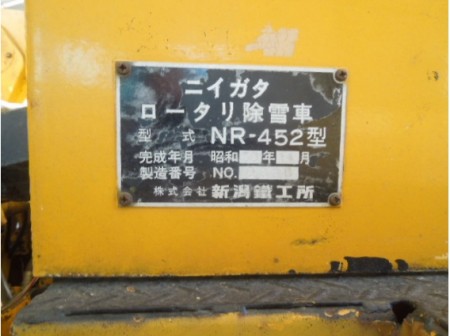 ニイガタ
ロータリ除雪車
型式 NR-452型
完成年月 昭和 年 月
製造番号 NO.
株式会社 新潟鐵工所